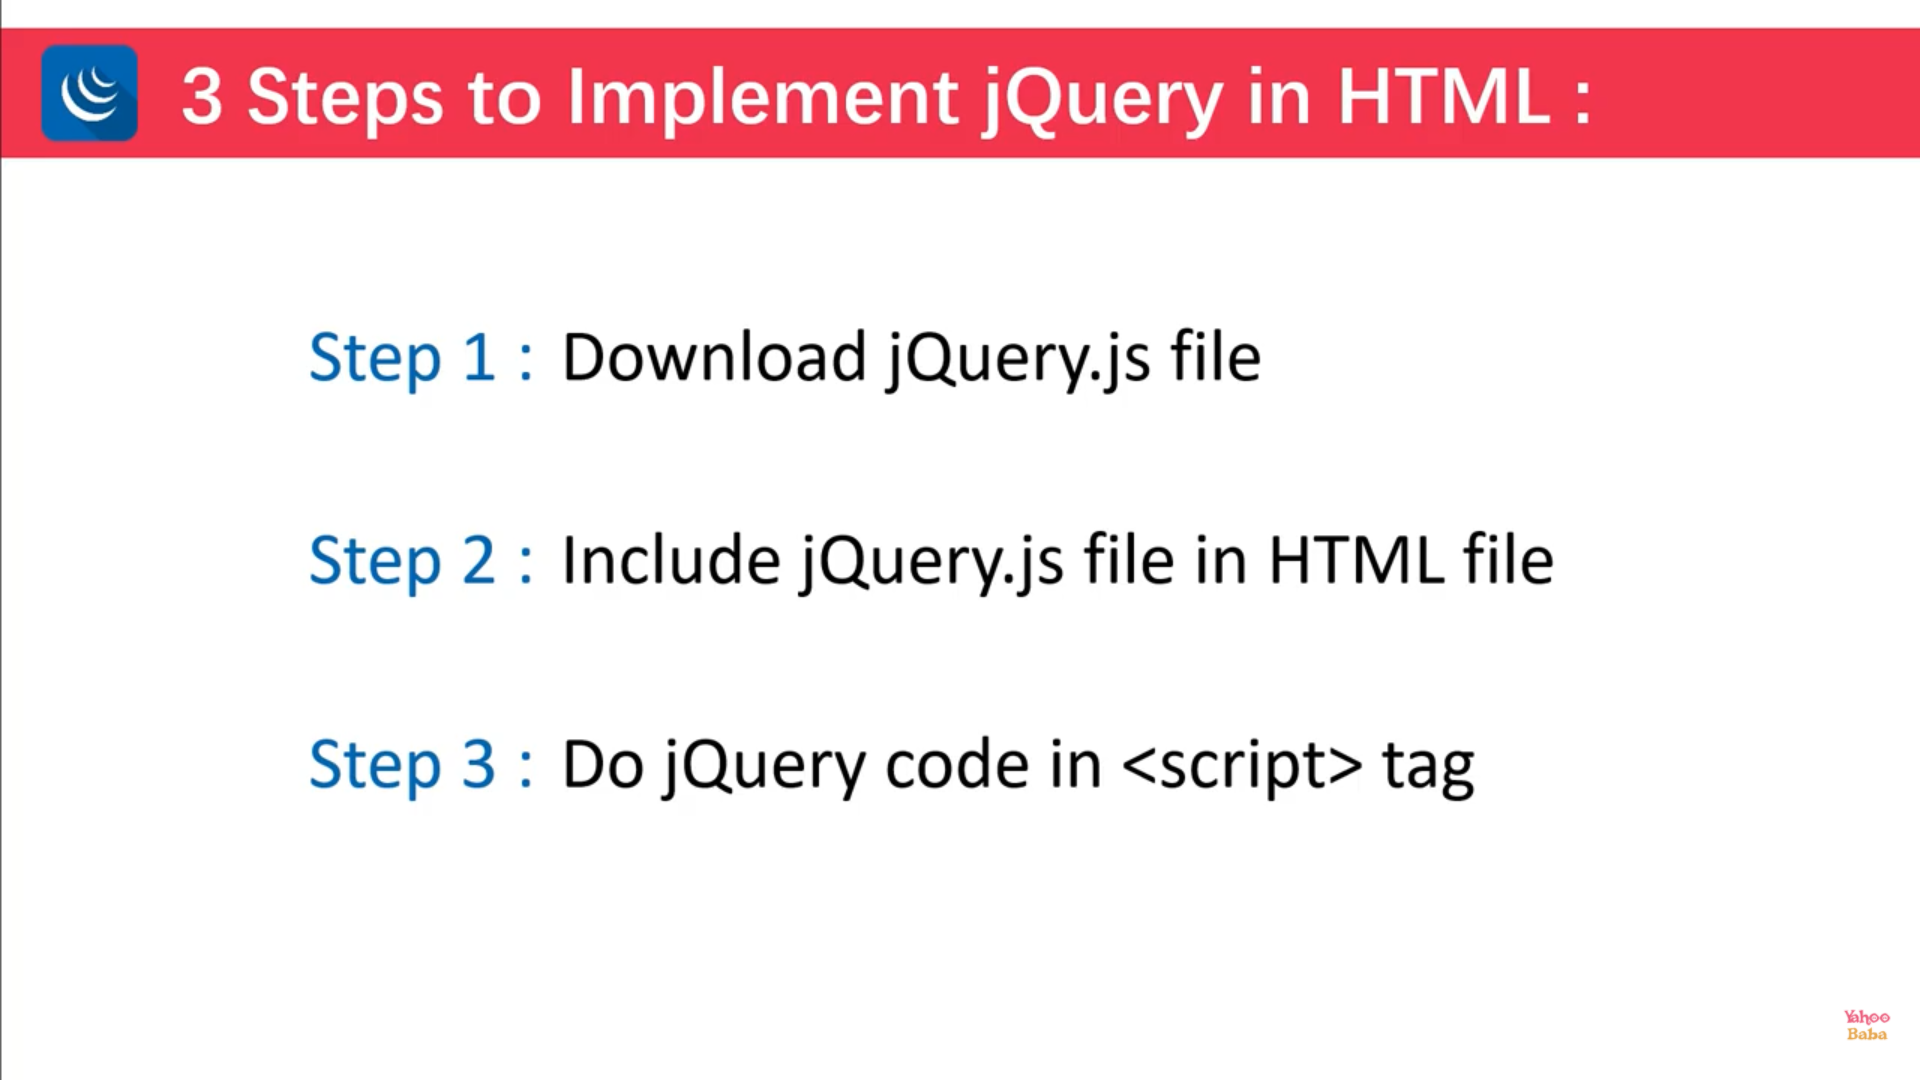 3 Steps to Implement jQuery in HTML :
Step 1 : Download jQuery.js file
Step 2 : Include jQuery.js file in HTML file
Step 3 : Do jQuery code in <script> tag
Yahoo
Baba